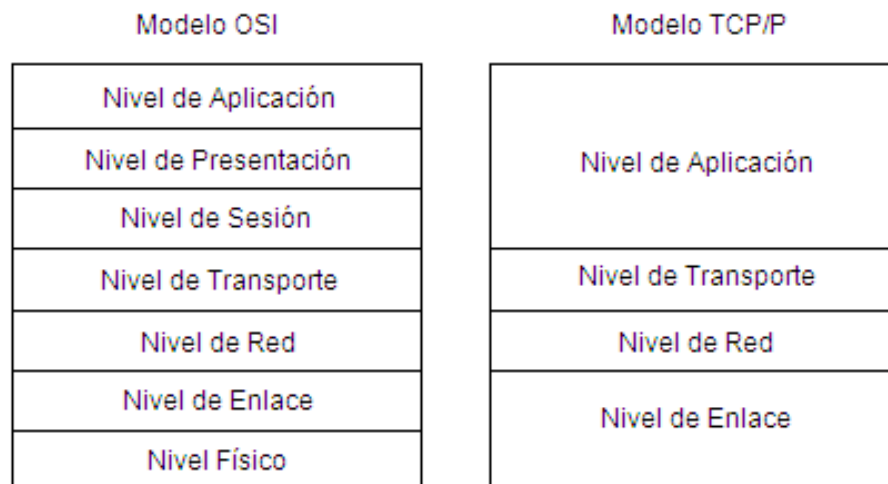 Modelo OSI
Nivel de Aplicación
Nivel de Presentación
Nivel de Sesión
Nivel de Transporte
Nivel de Red
Nivel de Enlace
Nivel Físico
Modelo TCP/P
Nivel de Aplicación
Nivel de Transporte
Nivel de Red
Nivel de Enlace